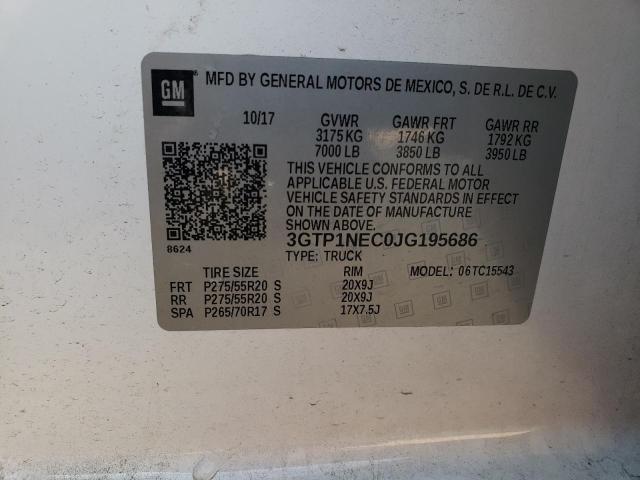 GM
MFD BY GENERAL MOTORS DE MEXICO, S. DE R.L. DE C.V.
10/17 GVWR GAWR FRT GAWR RR
3175 KG 1746 KG 1792 KG
7000 LB 3850 LB 3950 LB
THIS VEHICLE CONFORMS TO ALL
APPLICABLE U.S. FEDERAL MOTOR
VEHICLE SAFETY STANDARDS IN EFFECT
ON THE DATE OF MANUFACTURE
8624
3GTP1NEC0JG195686
TYPE: TRUCK
TIRE SIZE RIM MODEL: 06TC15543
FRT P275/55R20 S 20X9J
RR P275/55R20 S 20X9J
SPA P265/70R17 S 17X7.5J